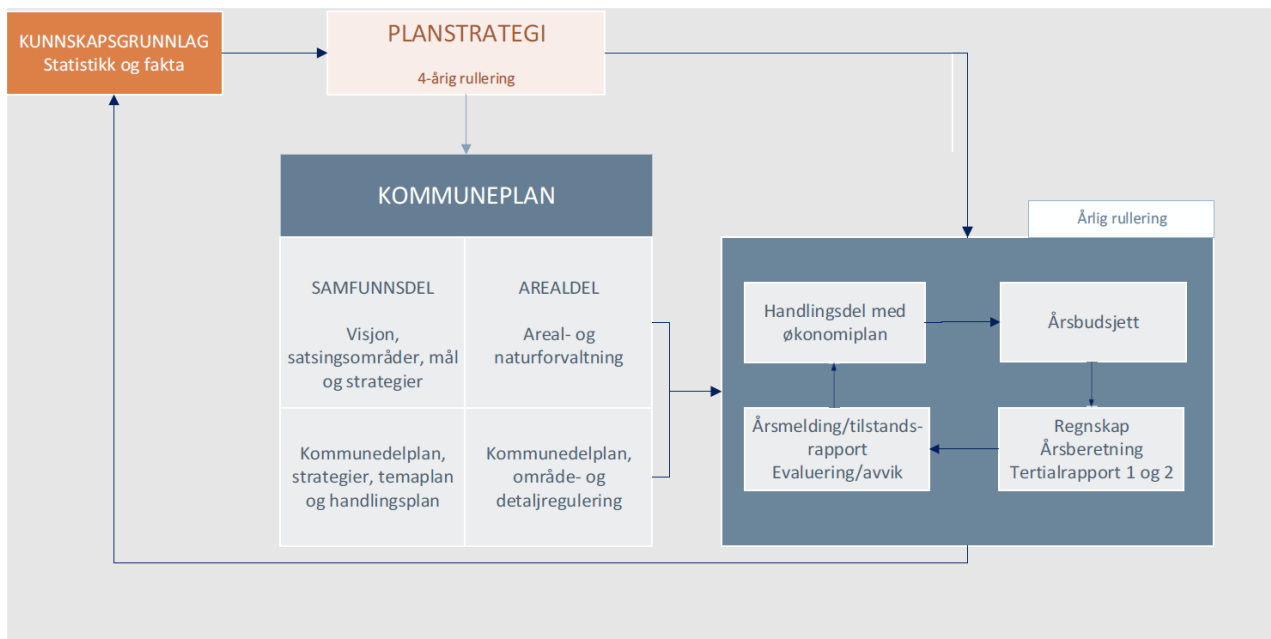 KUNNSKAPSGRUNNLAG
Statistikk og fakta
PLANSTRATEGI
4-årig rullering
KOMMUNEPLAN
SAMFUNNSDEL
Visjon,
satsingsområder, mål
og strategier
AREALDEL
Areal- og
naturforvaltning
Kommunedelplan,
strategier, temaplan
og handlingsplan
Kommunedelplan,
område- og
detaljregulering
Årlig rullering
Handlingsdel med
økonomiplan
Årsbudsjett
Årsmelding/tilstands-
rapport
Evaluering/avvik
Regnskap
Årsberetning
Tertialrapport 1 og 2